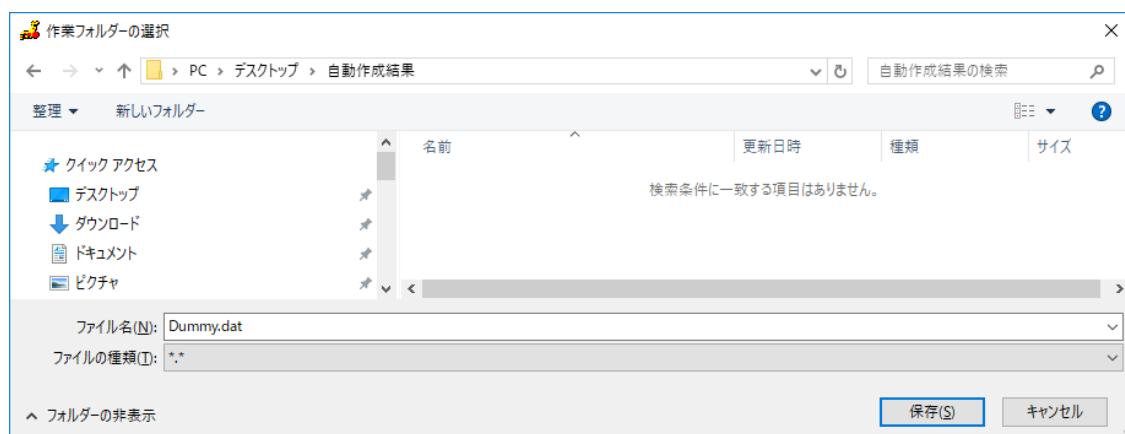 作業フォルダーの選択
PC > デスクトップ > 自動作成結果
自動作成結果の検索
整理 新しいフォルダー
名前 更新日時 種類 サイズ
検索条件に一致する項目はありません。
クイック アクセス
デスクトップ
ダウンロード
ドキュメント
ピクチャ
ファイル名(N): Dummy.dat
ファイルの種類(T): *.*
フォルダーの非表示 保存(S) キャンセル